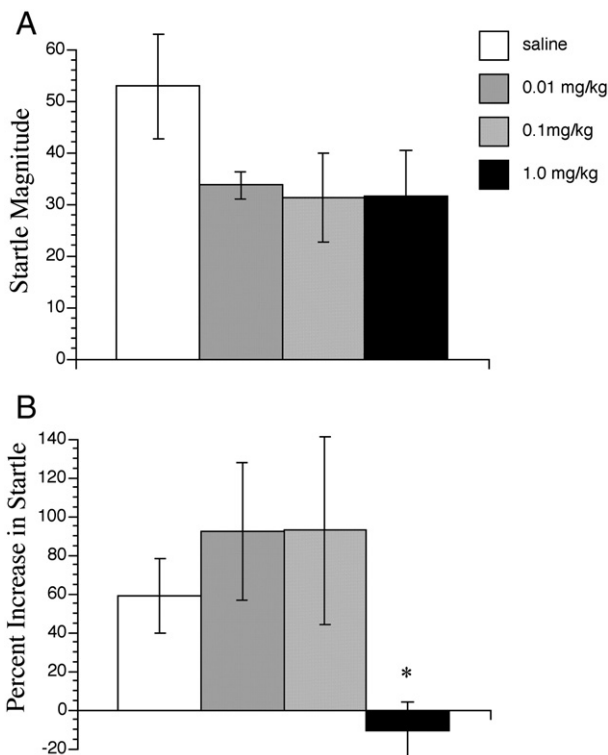 A
60
50
40
30
20
10
0
Startle Magnitude
saline
0.01 mg/kg
0.1mg/kg
1.0 mg/kg
B
140
120
100
80
60
40
20
0
-20
Percent Increase in Startle
*